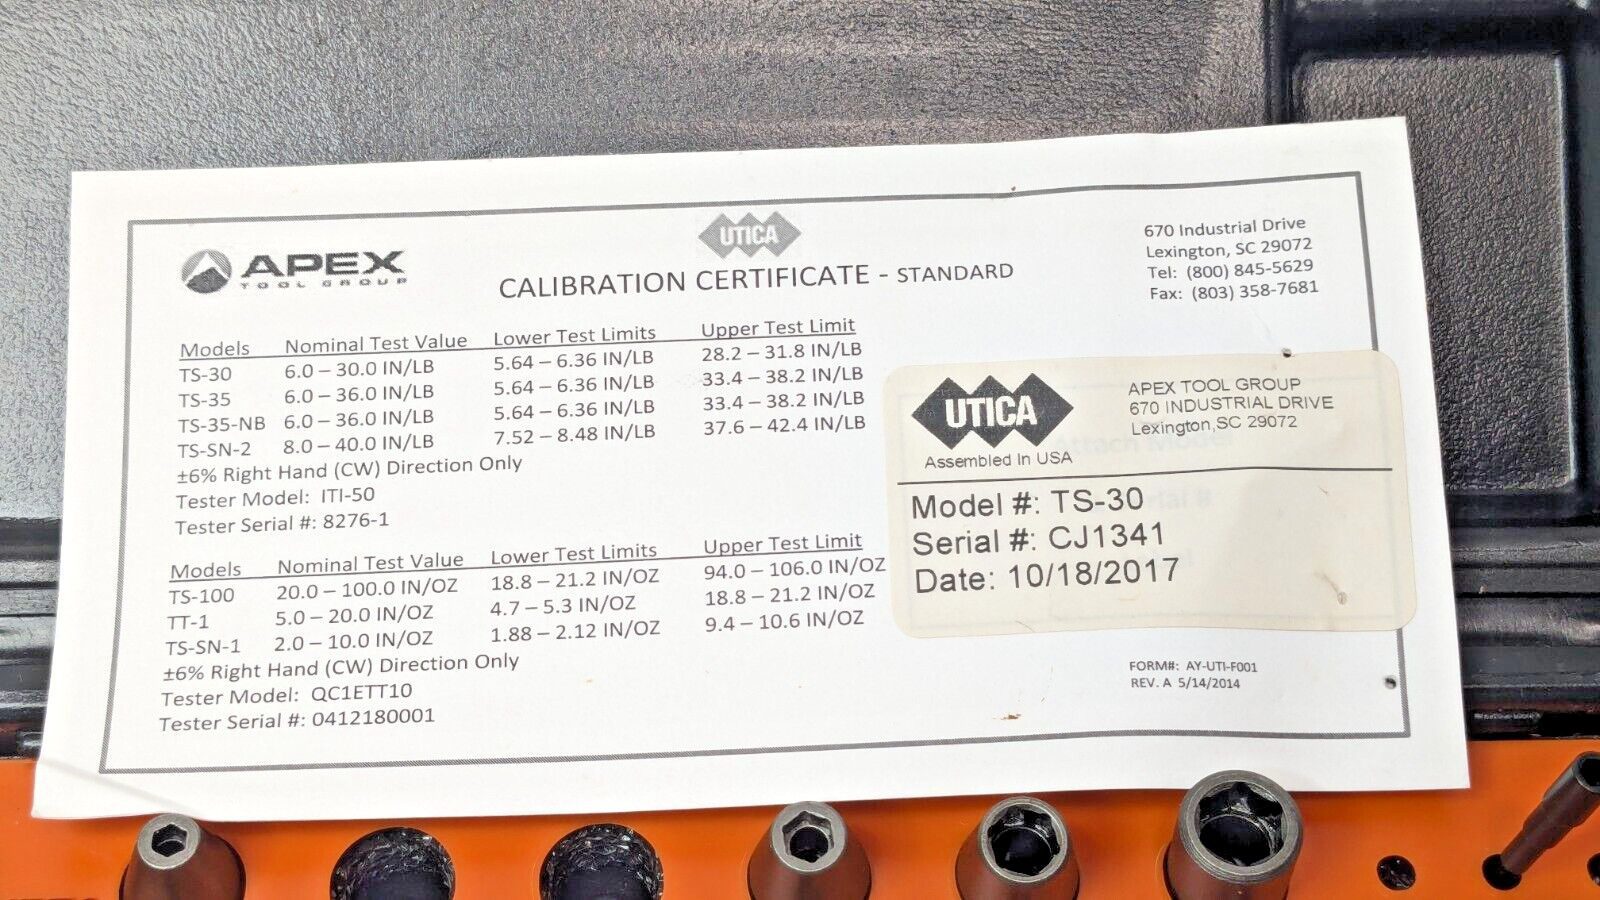 APEX
TOOL GROUP
UTICA
CALIBRATION CERTIFICATE - STANDARD
670 Industrial Drive
Lexington, SC 29072
Tel: (800) 845-5629
Fax: (803) 358-7681
Models Nominal Test Value Lower Test Limits Upper Test Limit
TS-30 6.0 – 30.0 IN/LB 5.64 – 6.36 IN/LB 28.2 – 31.8 IN/LB
TS-35 6.0 – 36.0 IN/LB 5.64 – 6.36 IN/LB 33.4 – 38.2 IN/LB
TS-35-NB 6.0 – 36.0 IN/LB 5.64 – 6.36 IN/LB 33.4 – 38.2 IN/LB
TS-SN-2 8.0 – 40.0 IN/LB 7.52 – 8.48 IN/LB 37.6 – 42.4 IN/LB
±6% Right Hand (CW) Direction Only
Tester Model: ITI-50
Tester Serial #: 8276-1
Models Nominal Test Value Lower Test Limits Upper Test Limit
TS-100 20.0 – 100.0 IN/OZ 18.8 – 21.2 IN/OZ 94.0 – 106.0 IN/OZ
TT-1 5.0 – 20.0 IN/OZ 4.7 – 5.3 IN/OZ 18.8 – 21.2 IN/OZ
TS-SN-1 2.0 – 10.0 IN/OZ 1.88 – 2.12 IN/OZ 9.4 – 10.6 IN/OZ
±6% Right Hand (CW) Direction Only
Tester Model: QC1ETT10
Tester Serial #: 0412180001
UTICA
Assembled In USA
APEX TOOL GROUP
670 INDUSTRIAL DRIVE
Lexington,SC 29072
Model #: TS-30
Serial #: CJ1341
Date: 10/18/2017
FORM#: AY-UTI-F001
REV. A 5/14/2014